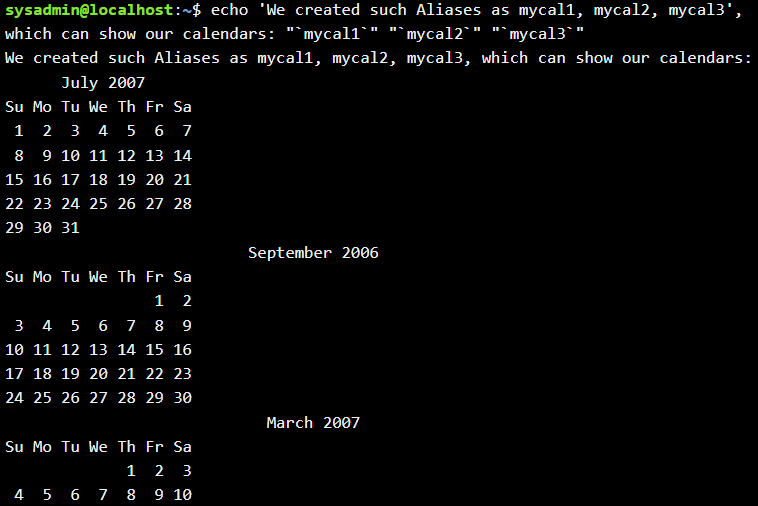 sysadmin@localhost:~$ echo 'We created such Aliases as mycal1, mycal2, mycal3',
which can show our calendars: "`mycal1`" "`mycal2`" "`mycal3`"
We created such Aliases as mycal1, mycal2, mycal3, which can show our calendars:
July 2007
Su Mo Tu We Th Fr Sa
1 2 3 4 5 6 7
8 9 10 11 12 13 14
15 16 17 18 19 20 21
22 23 24 25 26 27 28
29 30 31
September 2006
Su Mo Tu We Th Fr Sa
1 2
3 4 5 6 7 8 9
10 11 12 13 14 15 16
17 18 19 20 21 22 23
24 25 26 27 28 29 30
March 2007
Su Mo Tu We Th Fr Sa
1 2 3
4 5 6 7 8 9 10